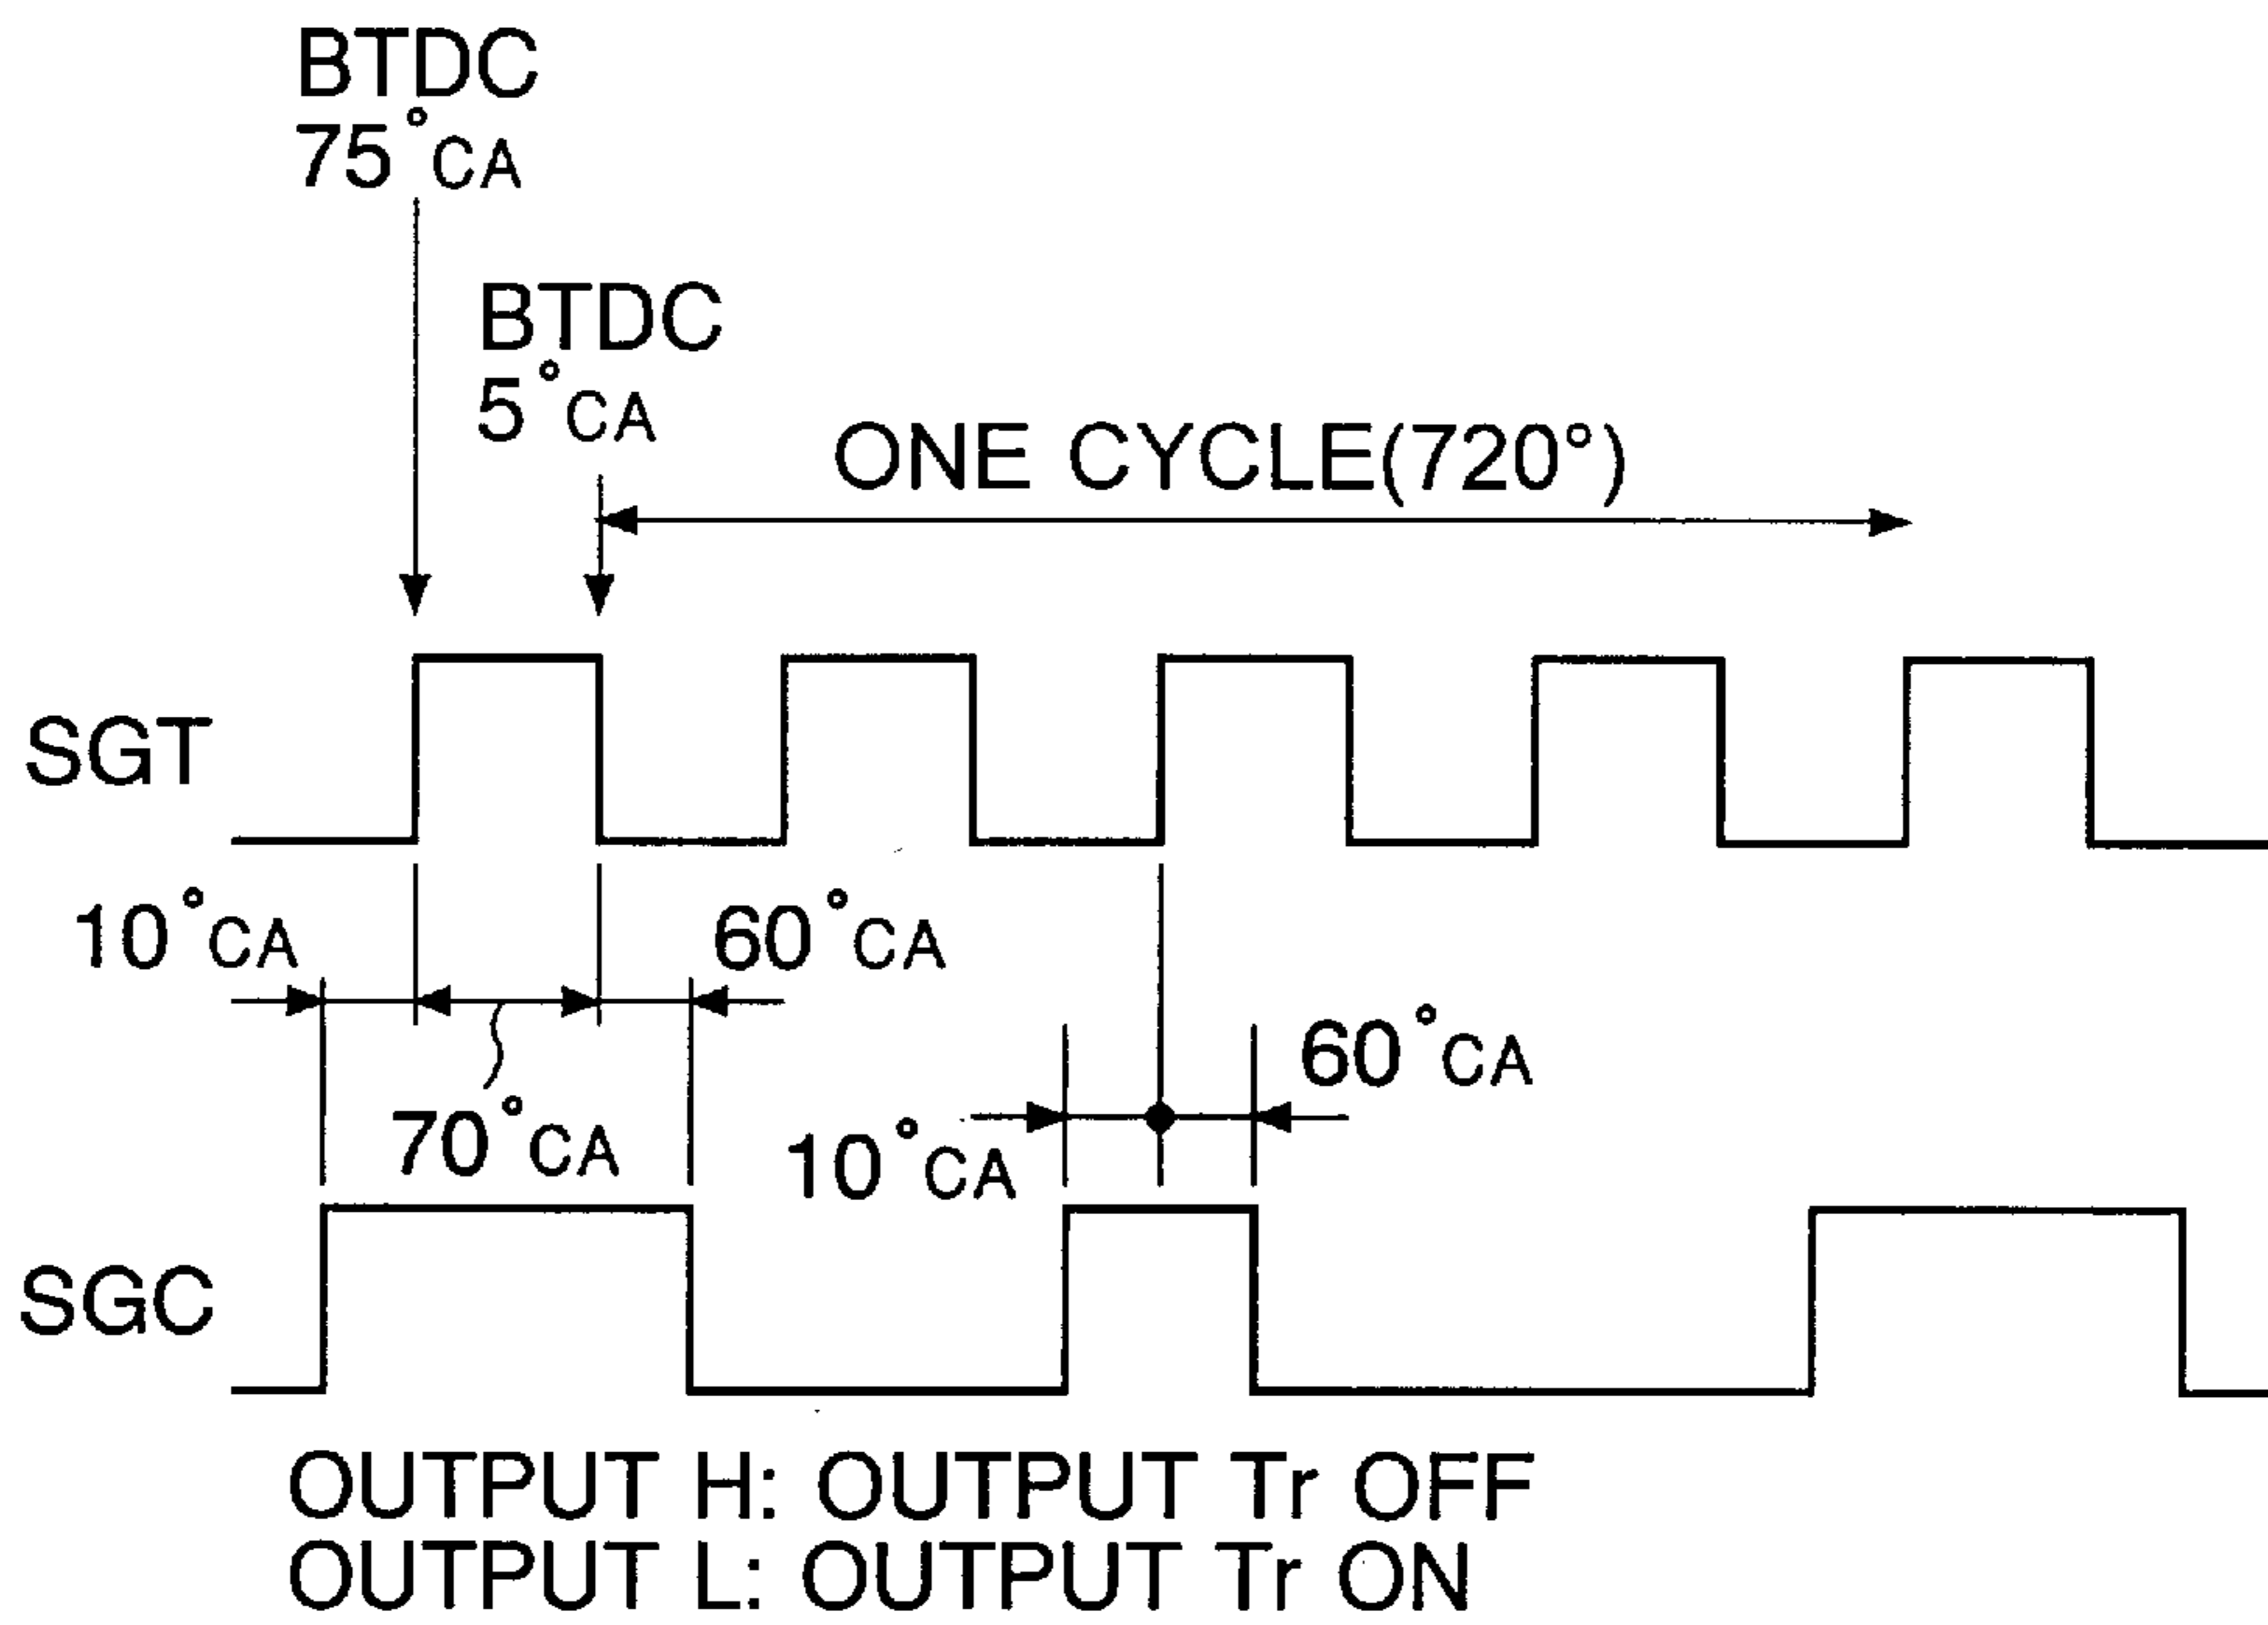 BTDC
75°CA
BTDC
5°CA
ONE CYCLE(720°)
SGT
10°CA
60°CA
70°CA
10°CA
60°CA
SGC
OUTPUT H: OUTPUT Tr OFF
OUTPUT L: OUTPUT Tr ON